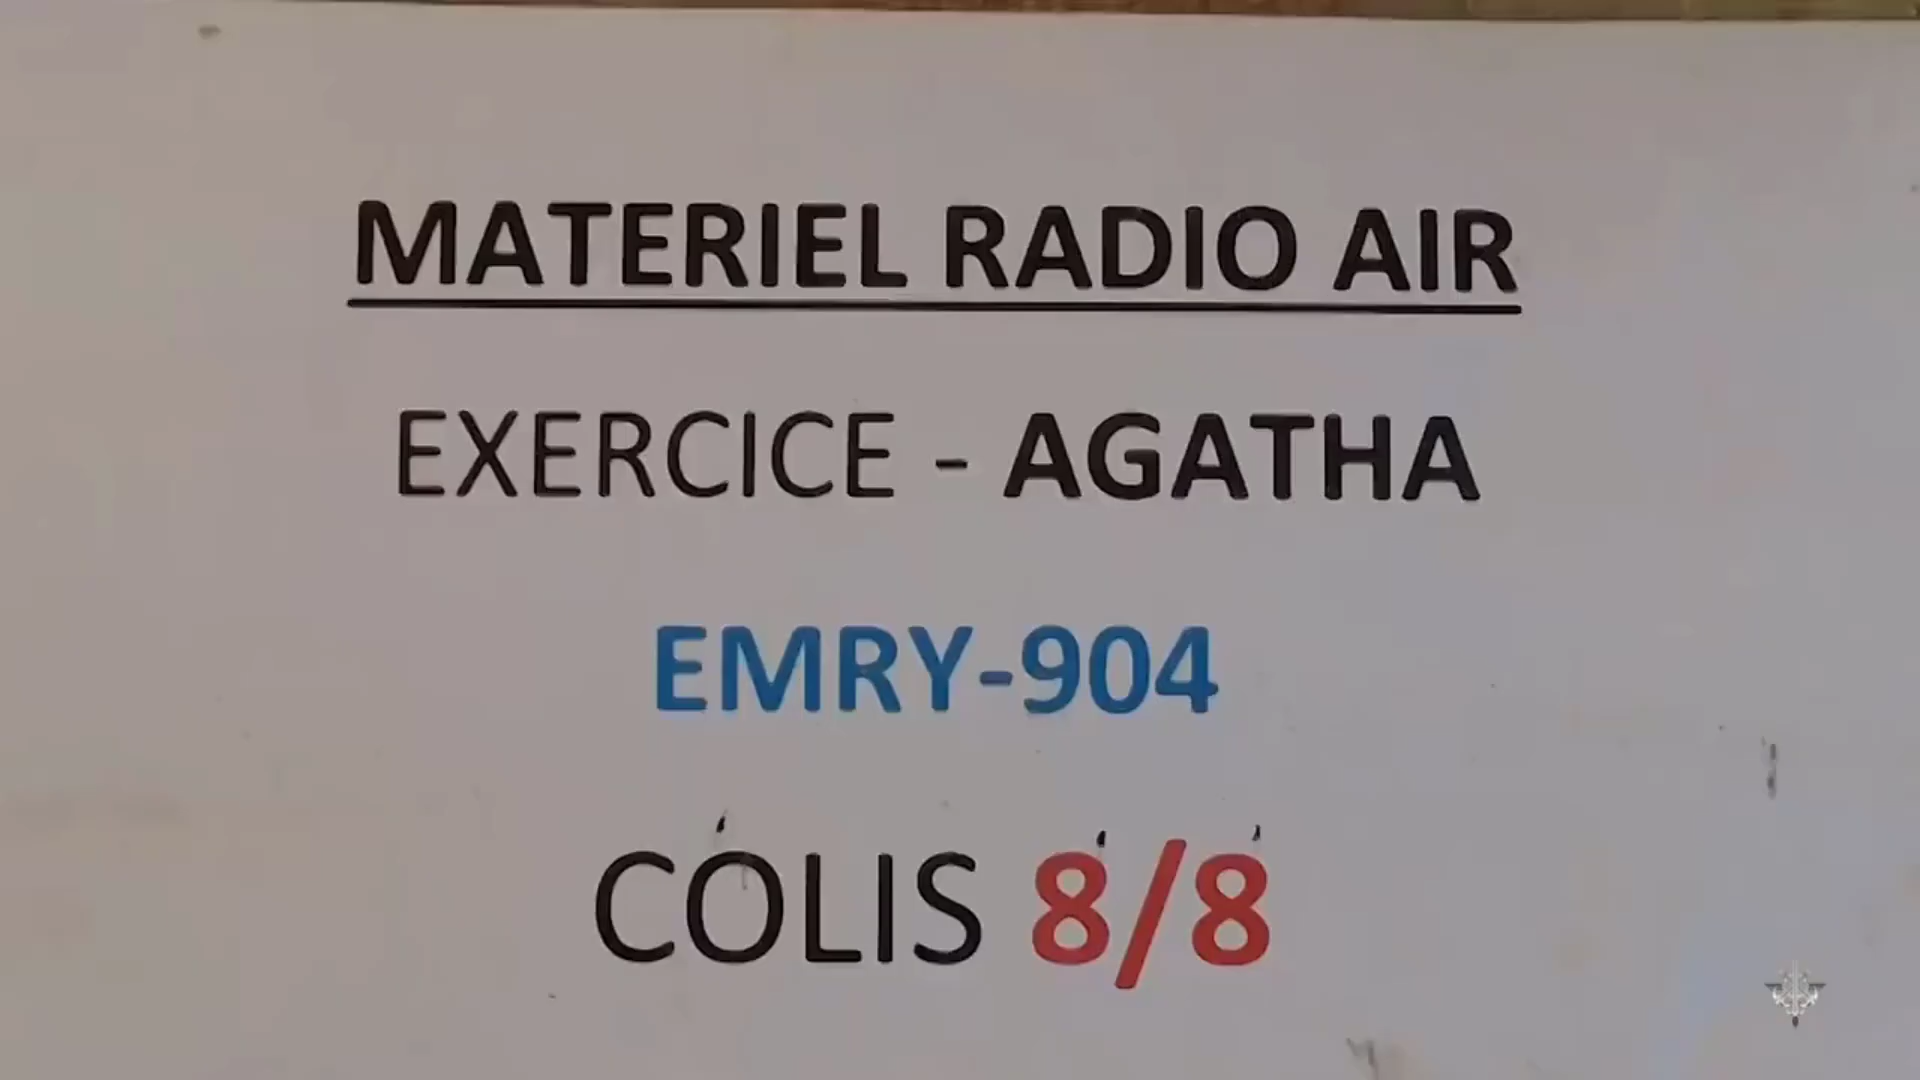 MATERIEL RADIO AIR
EXERCICE - AGATHA
EMRY-904
COLIS 8/8